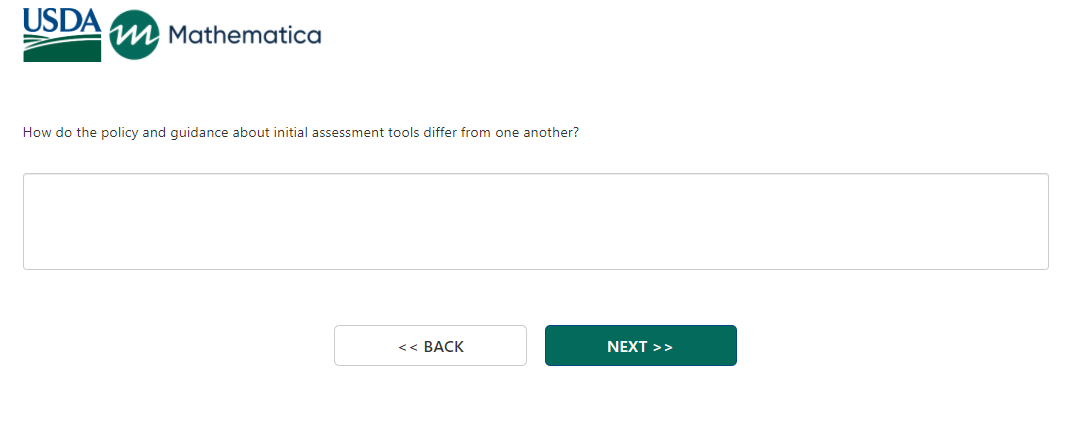 USDA
m Mathematica
How do the policy and guidance about initial assessment tools differ from one another?
<< BACK
NEXT >>